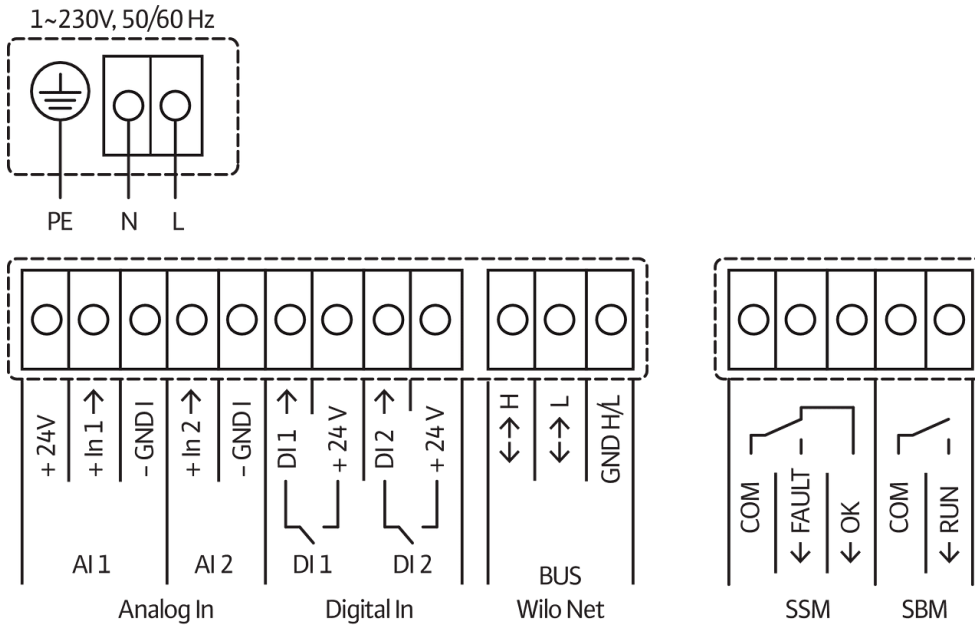 1~230V, 50/60 Hz
PE N L
+ 24V
+ In 1 →
– GND I
+ In 2 →
– GND I
DI 1 →
+ 24 V
DI 2 →
+ 24 V
<--> H
<--> L
GND H/L
COM
← FAULT
← OK
COM
← RUN
AI 1 AI 2 DI 1 DI 2
BUS
Analog In Digital In Wilo Net SSM SBM